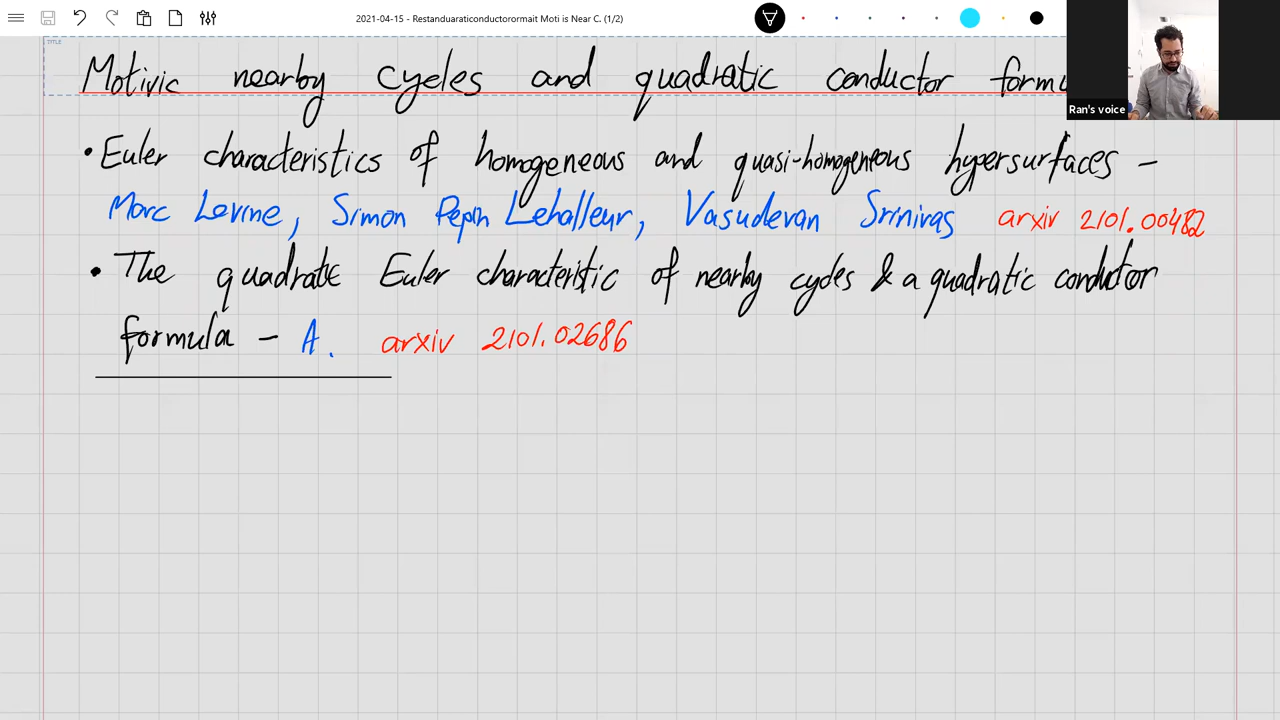 2021-04-15 - Restanduaraticonductorormait Moti is Near C. (1/2)
TITLE
Motivic nearby cycles and quadratic conductor formu
Ran's voice
• Euler characteristics of homogeneous and quasi-homogeneous hypersurfaces –
Marc Levine, Simon Pepin Lehalleur, Vasudevan Srinivas arxiv 2101.00482
• The quadratic Euler characteristic of nearby cycles & a quadratic conductor
formula – A. arxiv 2101.02686